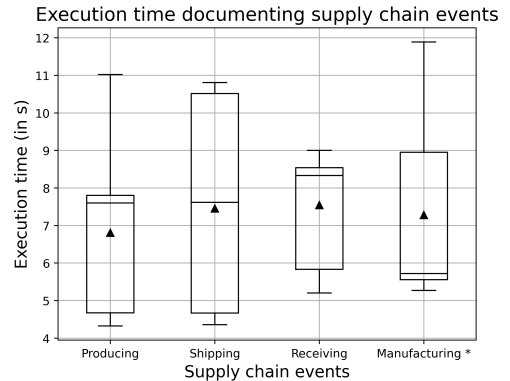 Execution time documenting supply chain events
Execution time (in s)
12
11
10
9
8
7
6
5
4
Producing
Shipping
Receiving
Manufacturing *
Supply chain events